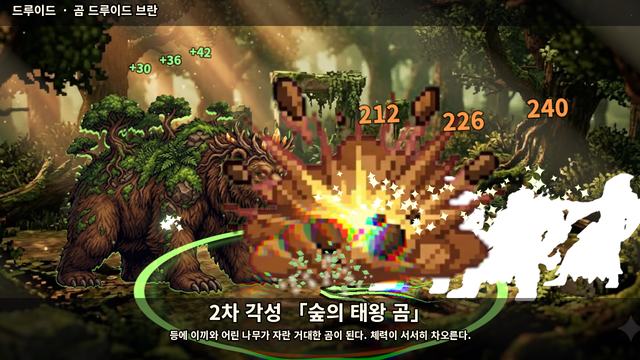 드루이드 · 곰 드루이드 브란
+30 +36 +42
212 226 240
2차 각성 「숲의 태왕 곰」
등에 이끼와 어린 나무가 자란 거대한 곰이 된다. 체력이 서서히 차오른다.